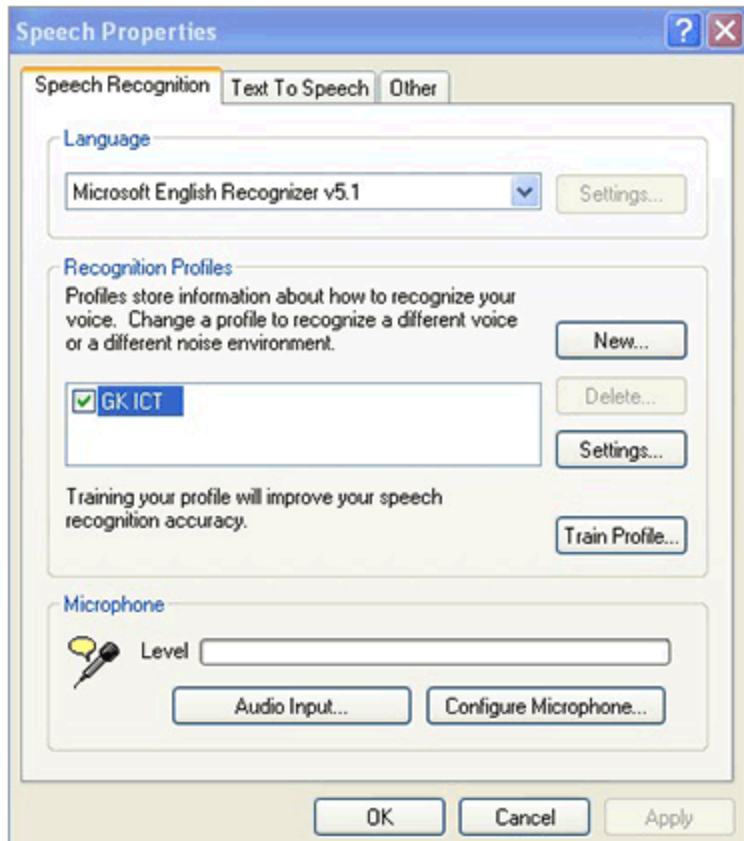 Speech Properties
Speech Recognition Text To Speech Other
Language
Microsoft English Recognizer v5.1 Settings...
Recognition Profiles
Profiles store information about how to recognize your
voice. Change a profile to recognize a different voice
or a different noise environment.
New...
GK ICT
Delete...
Settings...
Training your profile will improve your speech
recognition accuracy.
Train Profile...
Microphone
Level
Audio Input... Configure Microphone...
OK Cancel Apply